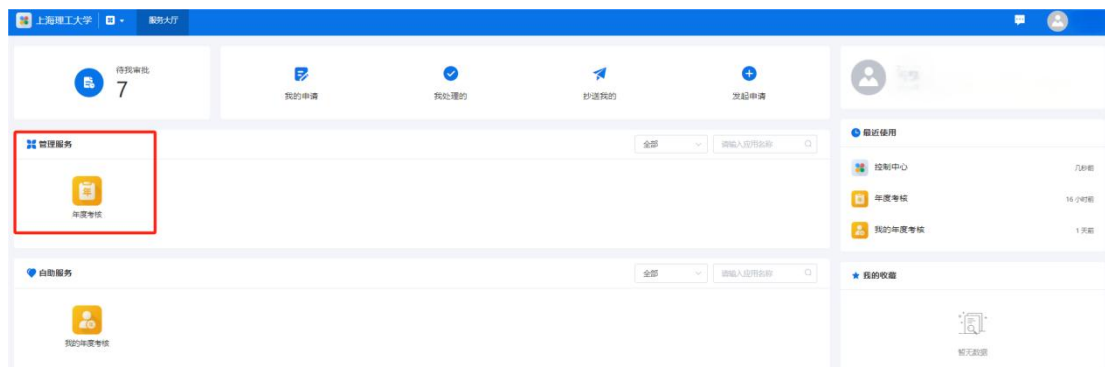 上海理工大学
服务大厅
待我审批
7
我的申请
我处理的
抄送我的
发起申请
管理服务
全部
请输入应用名称
年度考核
自助服务
全部
请输入应用名称
我的年度考核
最近使用
控制中心
几秒前
年度考核
16 小时前
我的年度考核
1 天前
我的收藏
暂无数据